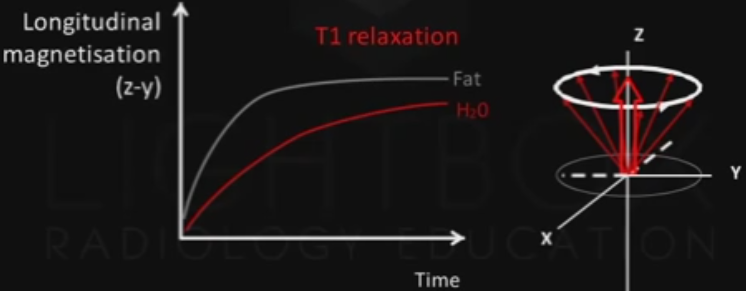 Longitudinal
magnetisation
(z-y)
T1 relaxation
Fat
H₂0
Time
Z
Y
X
LIGHTBOX
RADIOLOGY EDUCATION